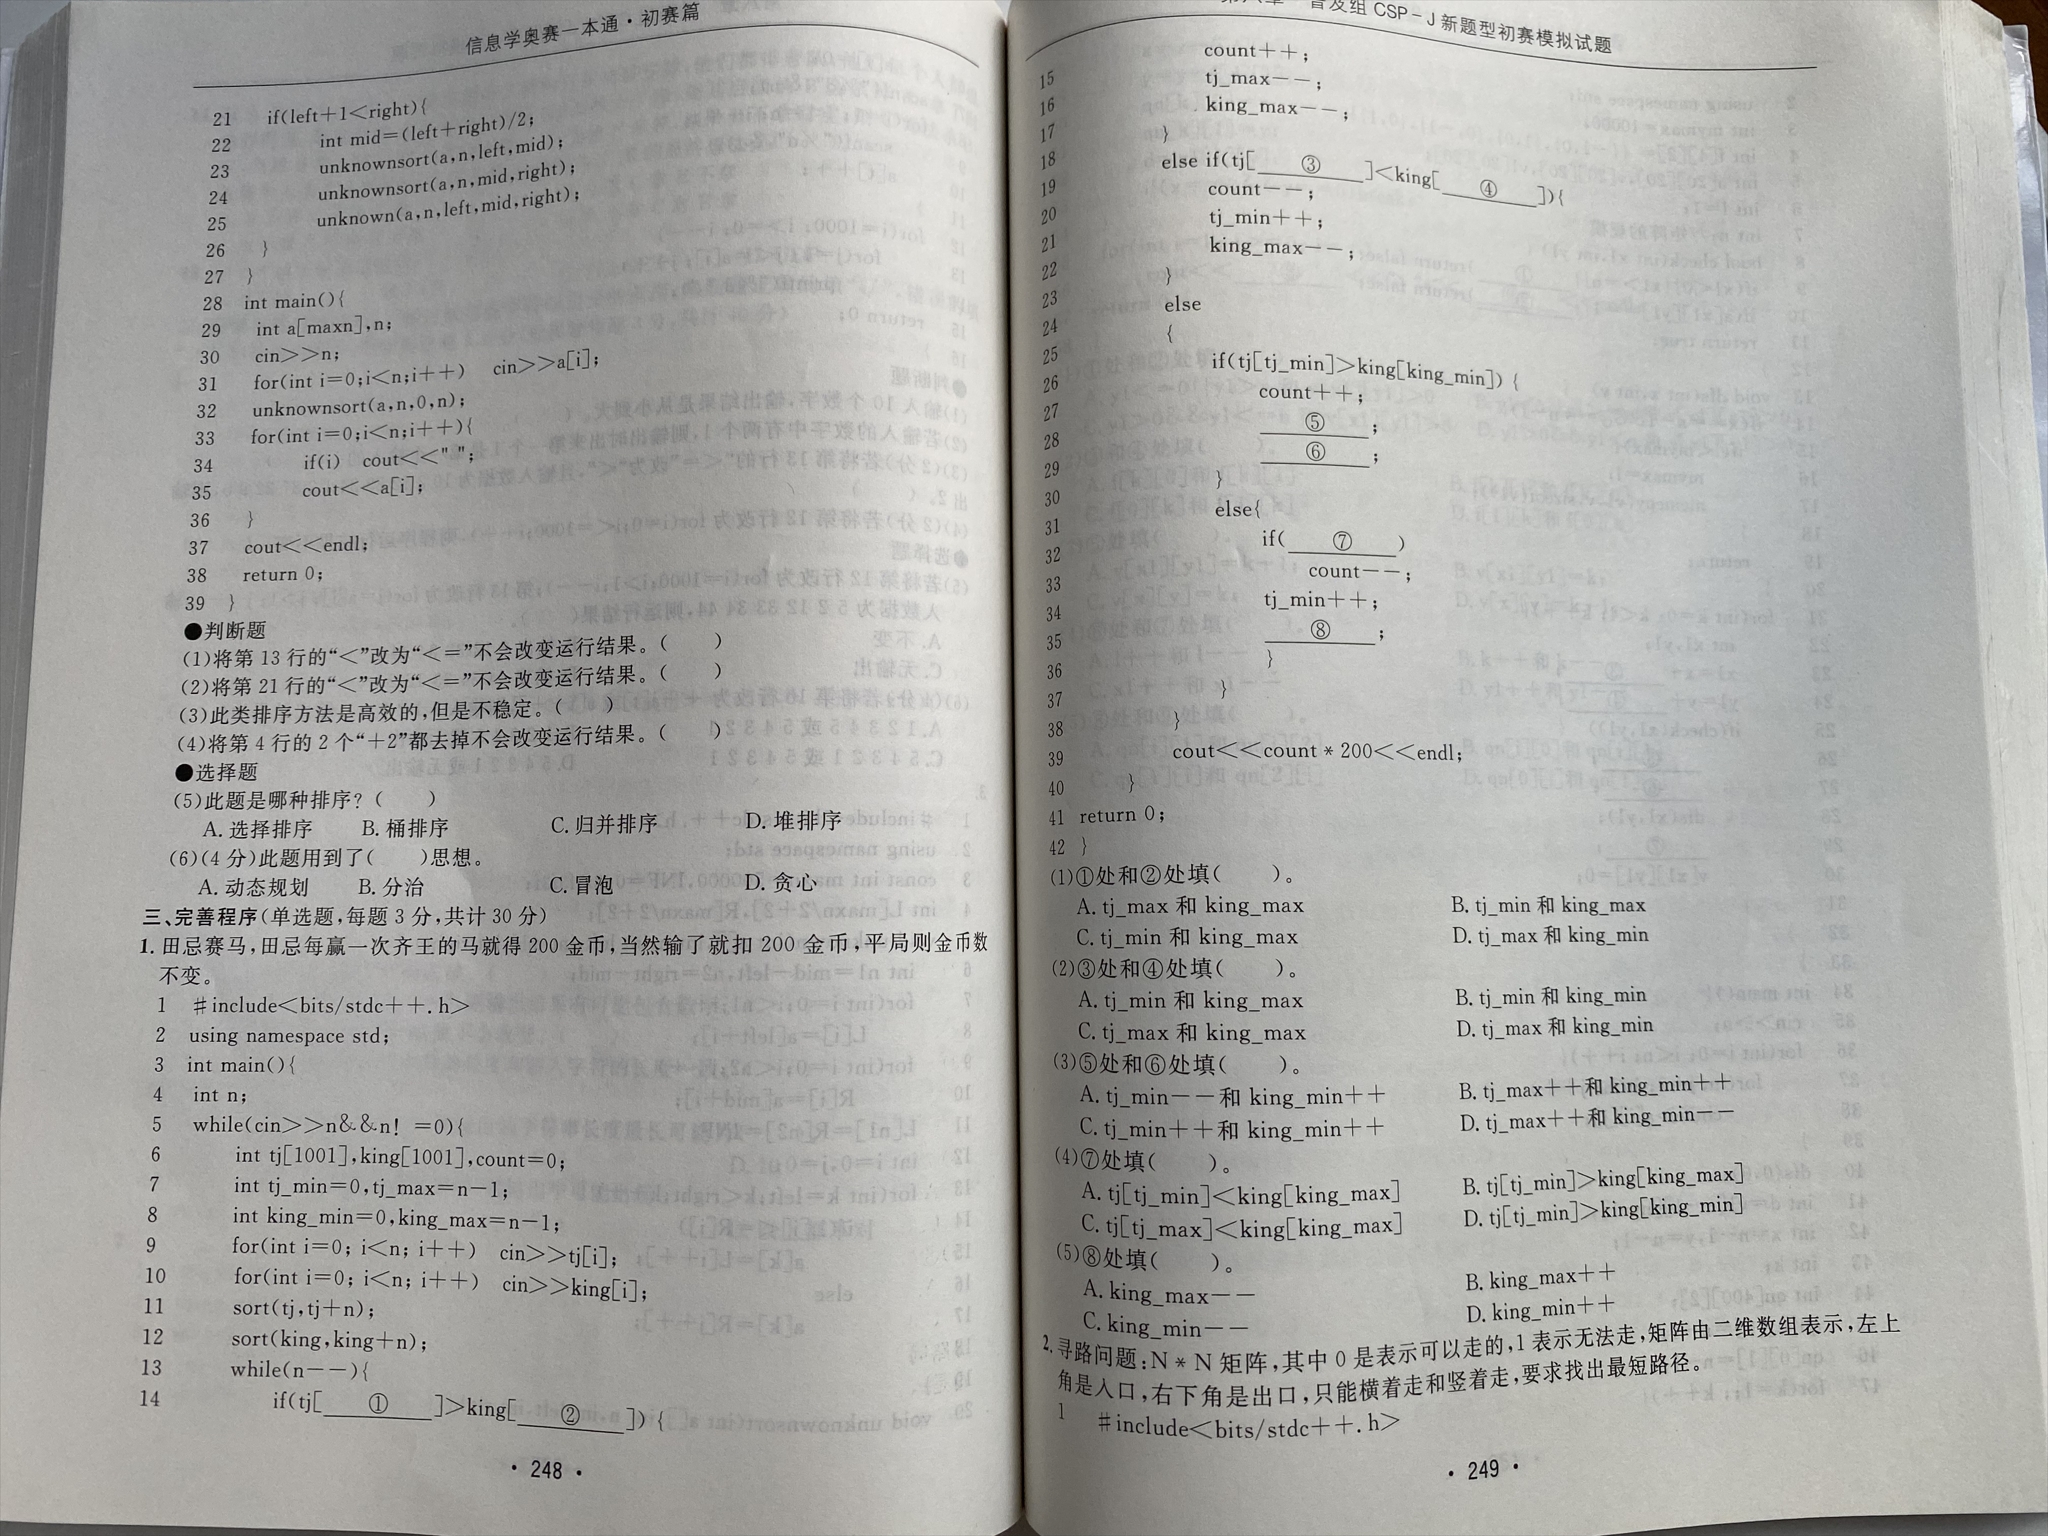 信息学奥赛一本通·初赛篇
21 if(left+1<right){
22 int mid=(left+right)/2;
23 unknownsort(a,n,left,mid);
24 unknownsort(a,n,mid,right);
25 unknown(a,n,left,mid,right);
26 }
27 }
28 int main(){
29 int a[maxn],n;
30 cin>>n;
31 for(int i=0;i<n;i++) cin>>a[i];
32 unknownsort(a,n,0,n);
33 for(int i=0;i<n;i++){
34 if(i) cout<<" ";
35 cout<<a[i];
36 }
37 cout<<endl;
38 return 0;
39 }
●判断题
(1)将第13行的“<”改为“<=”不会改变运行结果。( )
(2)将第21行的“<”改为“<=”不会改变运行结果。( )
(3)此类排序方法是高效的,但是不稳定。( )
(4)将第4行的2个“+2”都去掉不会改变运行结果。( )
●选择题
(5)此题是哪种排序?( )
A.选择排序 B.桶排序 C.归并排序 D.堆排序
(6)(4分)此题用到了( )思想。
A.动态规划 B.分治 C.冒泡 D.贪心
三、完善程序(单选题,每题3分,共计30分)
1.田忌赛马,田忌每赢一次齐王的马就得200金币,当然输了就扣200金币,平局则金币数
不变。
1 #include<bits/stdc++.h>
2 using namespace std;
3 int main(){
4 int n;
5 while(cin>>n&&n!=0){
6 int tj[1001],king[1001],count=0;
7 int tj_min=0,tj_max=n-1;
8 int king_min=0,king_max=n-1;
9 for(int i=0; i<n; i++) cin>>tj[i];
10 for(int i=0; i<n; i++) cin>>king[i];
11 sort(tj,tj+n);
12 sort(king,king+n);
13 while(n--){
14 if(tj[ ① ]>king[ ② ]){
·248·
普及组CSP-J新题型初赛模拟试题
15 count++;
16 tj_max--;
17 king_max--;
18 }
19 else if(tj[ ③ ]<king[ ④ ]){
20 count--;
21 tj_min++;
22 king_max--;
23 }
24 else
25 {
26 if(tj[tj_min]>king[king_min]){
27 count++;
28 ⑤ ;
29 ⑥ ;
30 }
31 else{
32 if( ⑦ )
33 count--;
34 tj_min++;
35 ⑧ ;
36 }
37 }
38 }
39 cout<<count*200<<endl;
40 }
41 return 0;
42 }
(1)①处和②处填( )。
A.tj_max和king_max B.tj_min和king_max
C.tj_min和king_max D.tj_max和king_min
(2)③处和④处填( )。
A.tj_min和king_max B.tj_min和king_min
C.tj_max和king_max D.tj_max和king_min
(3)⑤处和⑥处填( )。
A.tj_min--和king_min++ B.tj_max++和king_min++
C.tj_min++和king_min++ D.tj_max++和king_min--
(4)⑦处填( )。
A.tj[tj_min]<king[king_max] B.tj[tj_min]>king[king_max]
C.tj[tj_max]<king[king_max] D.tj[tj_min]>king[king_min]
(5)⑧处填( )。
A.king_max-- B.king_max++
C.king_min-- D.king_min++
2.寻路问题:N*N矩阵,其中0是表示可以走的,1表示无法走,矩阵由二维数组表示,左上
角是入口,右下角是出口,只能横着走和竖着走,要求找出最短路径。
1 #include<bits/stdc++.h>
·249·